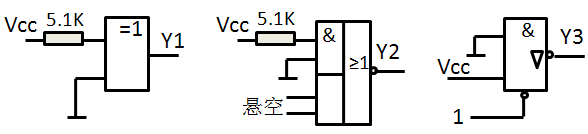 Vcc 5.1K =1 Y1
Vcc 5.1K & ≥1 Y2
悬空
& ∇ Y3
Vcc
1